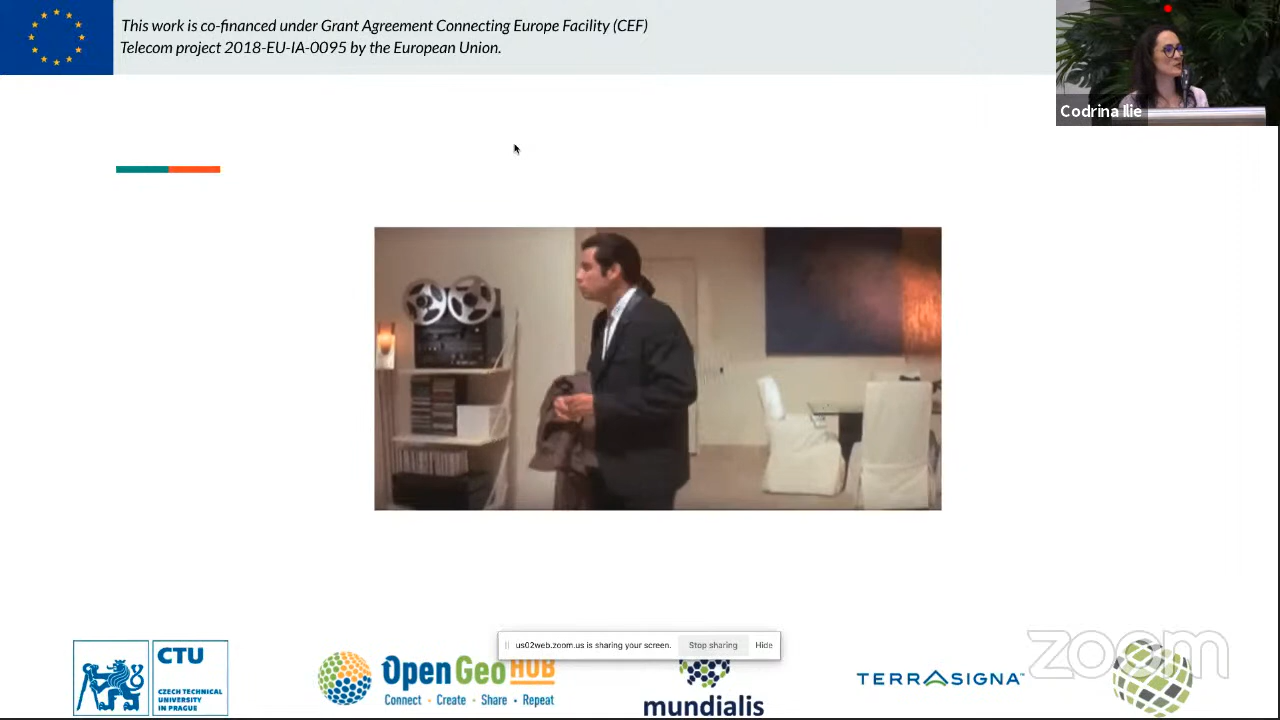 This work is co-financed under Grant Agreement Connecting Europe Facility (CEF)
Telecom project 2018-EU-IA-0095 by the European Union.
Codrina Ilie
us02web.zoom.us is sharing your screen.
Stop sharing
Hide
CTU
CZECH TECHNICAL
UNIVERSITY
IN PRAGUE
OpenGeoHUB
Connect · Create · Share · Repeat
mundialis
TERRASIGNA™
zoom